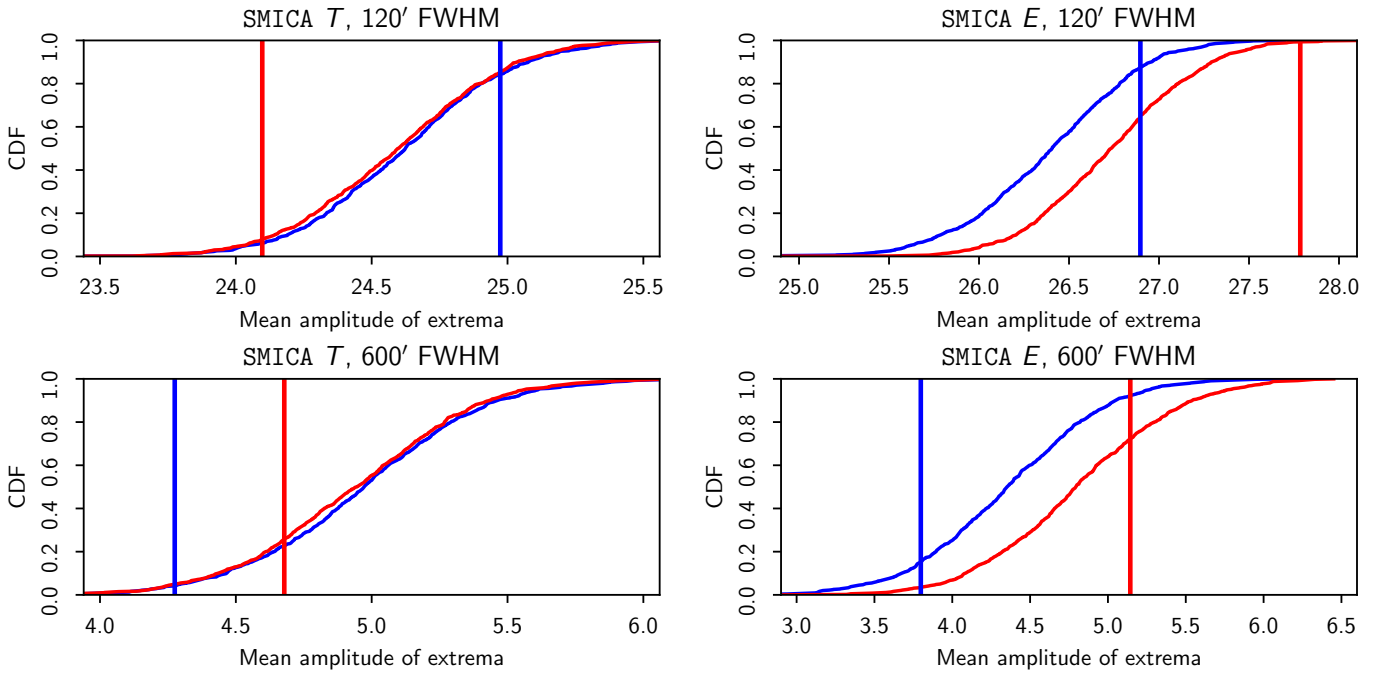 SMICA T, 120′ FWHM
CDF
0.0 0.2 0.4 0.6 0.8 1.0
23.5 24.0 24.5 25.0 25.5
Mean amplitude of extrema
SMICA E, 120′ FWHM
CDF
0.0 0.2 0.4 0.6 0.8 1.0
25.0 25.5 26.0 26.5 27.0 27.5 28.0
Mean amplitude of extrema
SMICA T, 600′ FWHM
CDF
0.0 0.2 0.4 0.6 0.8 1.0
4.0 4.5 5.0 5.5 6.0
Mean amplitude of extrema
SMICA E, 600′ FWHM
CDF
0.0 0.2 0.4 0.6 0.8 1.0
3.0 3.5 4.0 4.5 5.0 5.5 6.0 6.5
Mean amplitude of extrema